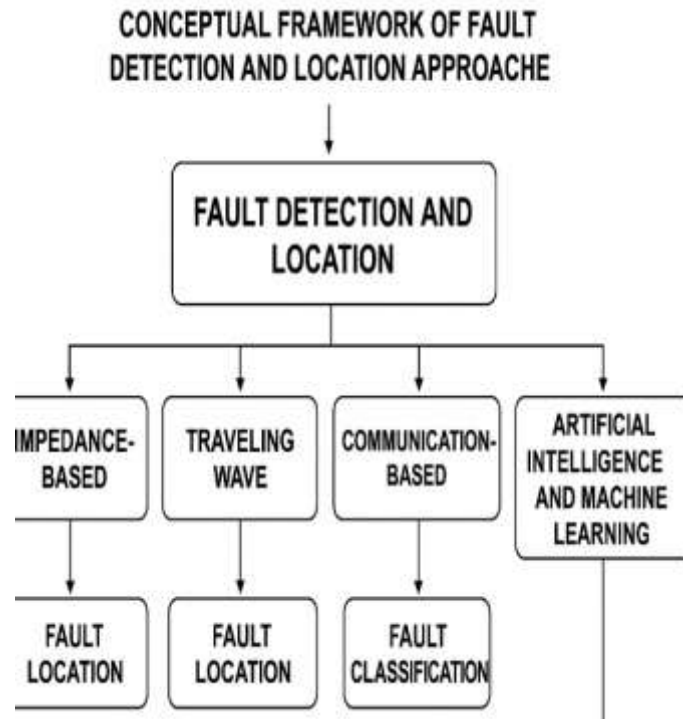 CONCEPTUAL FRAMEWORK OF FAULT
DETECTION AND LOCATION APPROACHE
FAULT DETECTION AND
LOCATION
IMPEDANCE-
BASED
TRAVELING
WAVE
COMMUNICATION-
BASED
ARTIFICIAL
INTELLIGENCE
AND MACHINE
LEARNING
FAULT
LOCATION
FAULT
LOCATION
FAULT
CLASSIFICATION